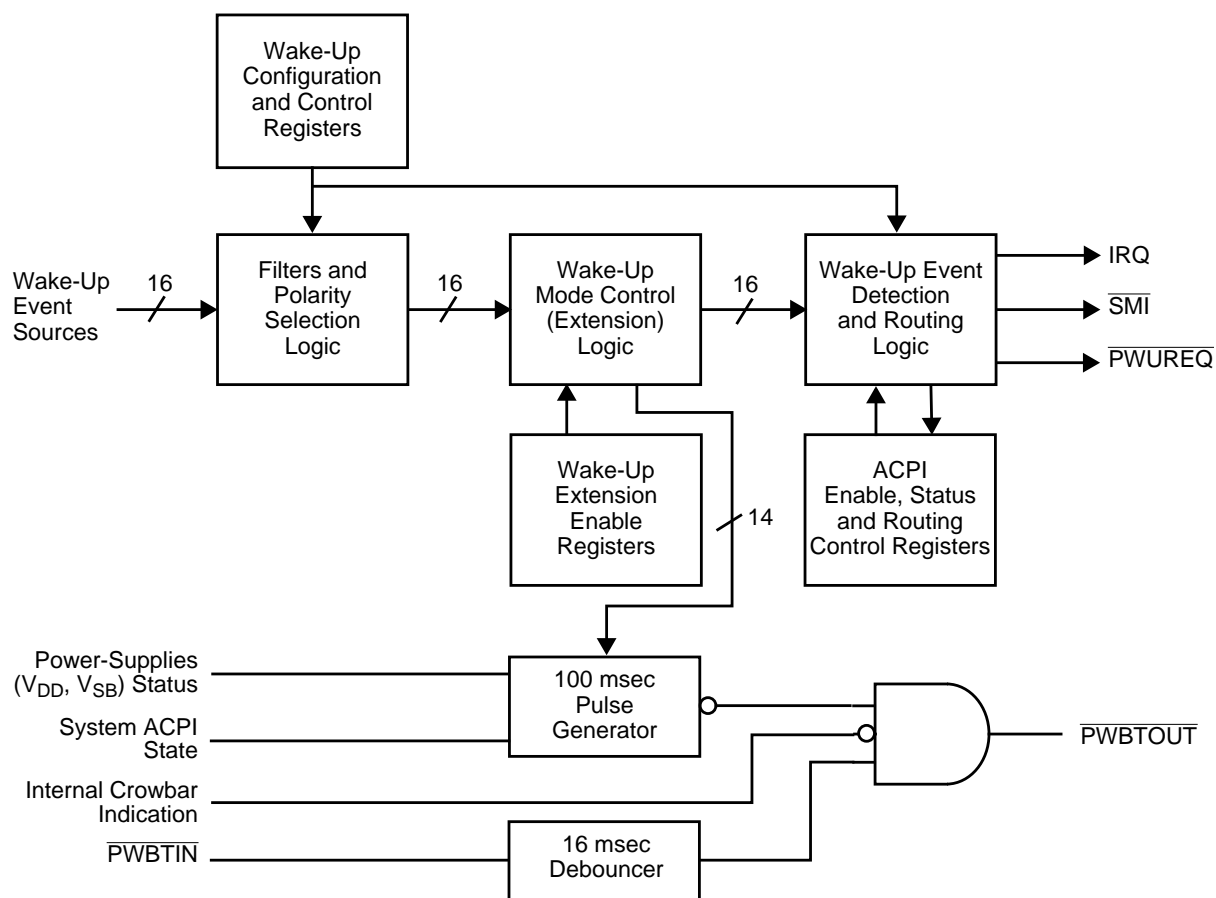 Wake-Up
Configuration
and Control
Registers
Wake-Up
Event
Sources
16
Filters and
Polarity
Selection
Logic
16
Wake-Up
Mode Control
(Extension)
Logic
16
Wake-Up Event
Detection
and Routing
Logic
IRQ
SMI
PWUREQ
Wake-Up
Extension
Enable
Registers
14
ACPI
Enable, Status
and Routing
Control Registers
Power-Supplies
(VDD, VSB) Status
System ACPI
State
100 msec
Pulse
Generator
PWBTOUT
Internal Crowbar
Indication
PWBTIN
16 msec
Debouncer